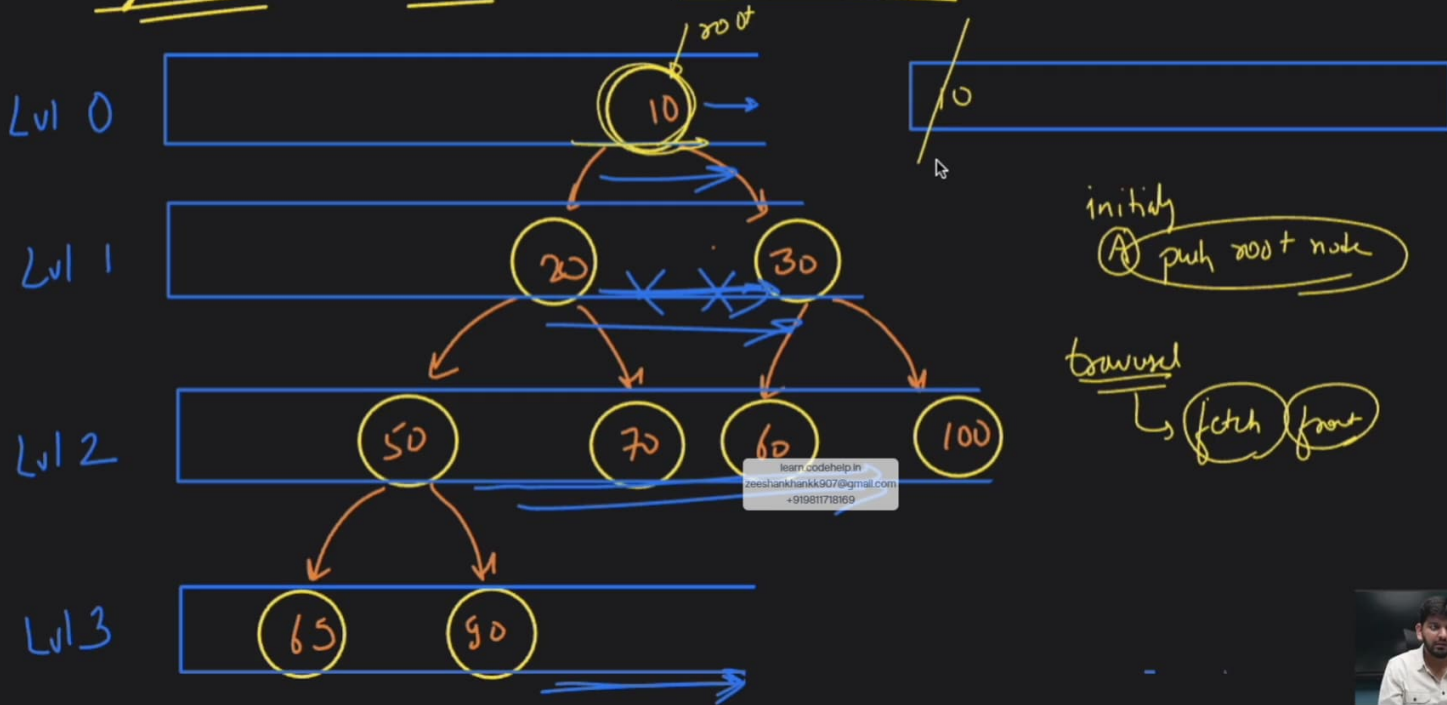 root
Lvl 0
10
10
initialy
A push root node
Lvl 1
20 30
traversal
fetch front
Lvl 2
50 70 60 100
learn.codehelp.in
zeeshankhankk907@gmail.com
+919811718169
Lvl 3
65 90